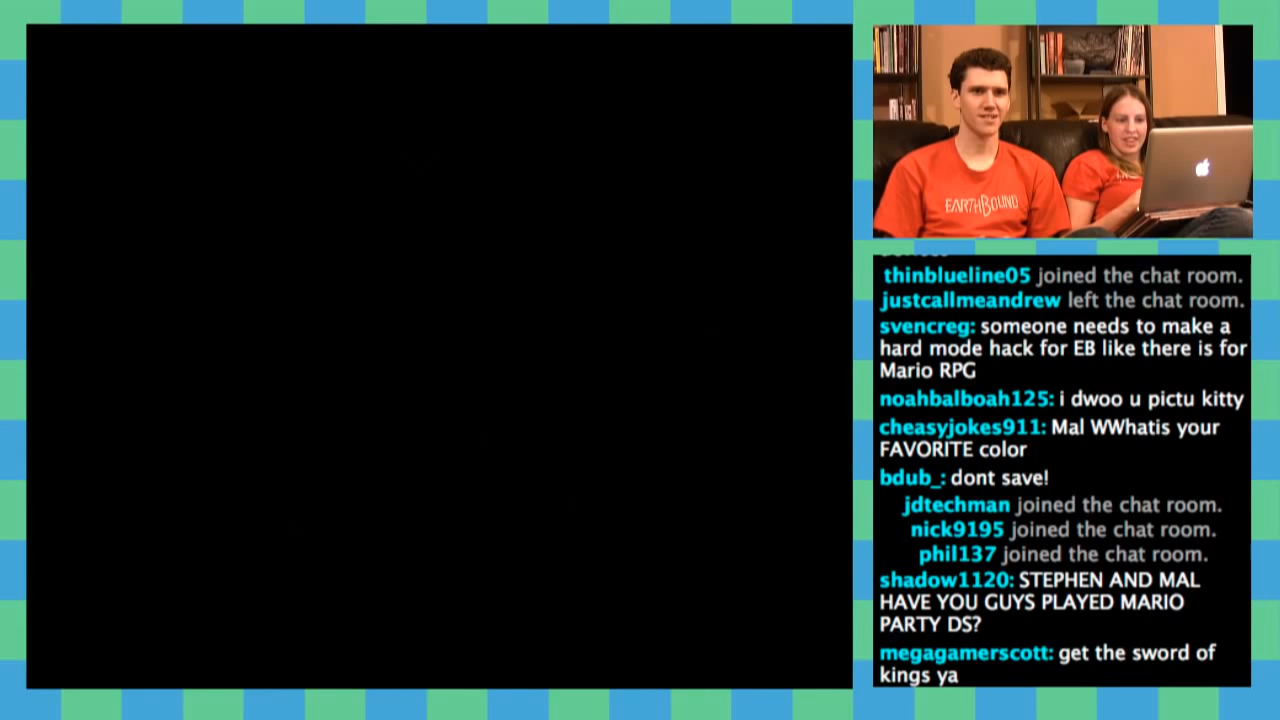 EARTHBOUND
thinblueline05 joined the chat room.
justcallmeandrew left the chat room.
svencreg: someone needs to make a
hard mode hack for EB like there is for
Mario RPG
noahbalboah125: i dwoo u pictu kitty
cheasyjokes911: Mal WWhatis your
FAVORITE color
bdub_: dont save!
jdtechman joined the chat room.
nick9195 joined the chat room.
phil137 joined the chat room.
shadow1120: STEPHEN AND MAL
HAVE YOU GUYS PLAYED MARIO
PARTY DS?
megagamerscott: get the sword of
kings ya